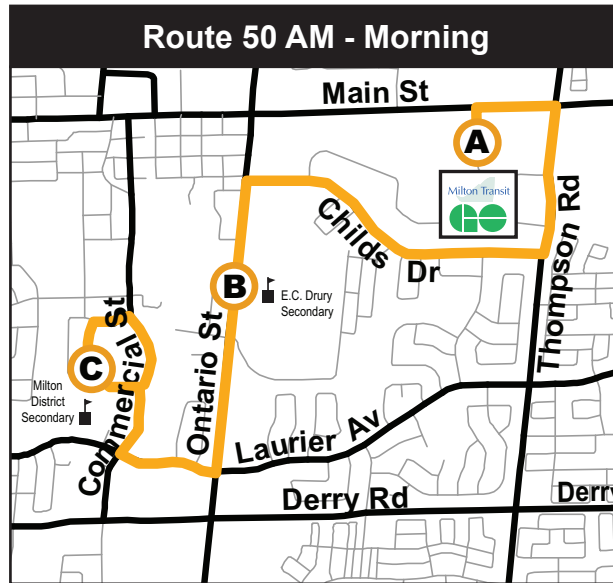 Route 50 AM - Morning
Main St
A
Milton Transit
GO
Childs
Dr
Thompson Rd
B
E.C. Drury
Secondary
Ontario St
Commercial St
C
Milton
District
Secondary
Laurier Av
Derry Rd
Derry